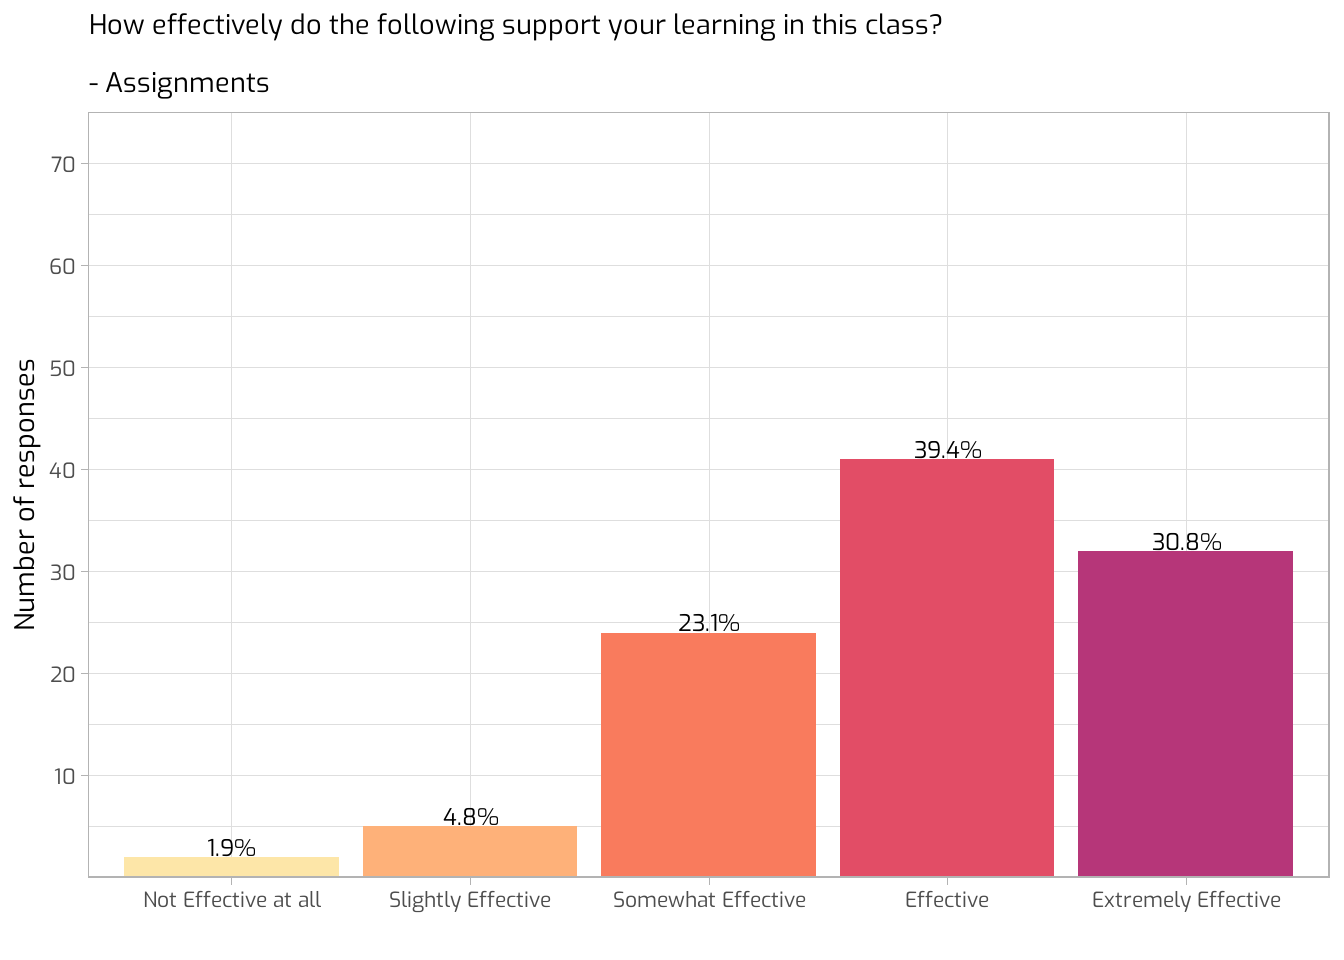 How effectively do the following support your learning in this class?
- Assignments
Number of responses
70
60
50
40
30
20
10
1.9%
4.8%
23.1%
39.4%
30.8%
Not Effective at all
Slightly Effective
Somewhat Effective
Effective
Extremely Effective